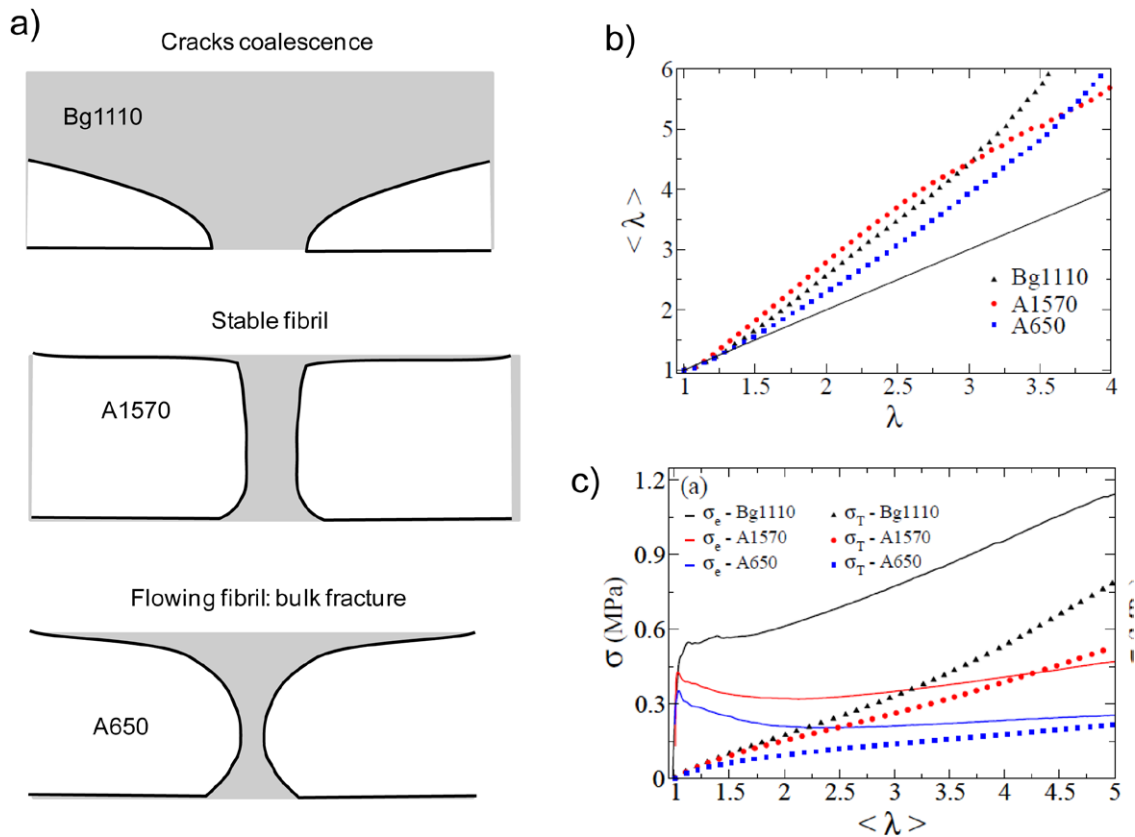 a)
Cracks coalescence
Bg1110
Stable fibril
A1570
Flowing fibril: bulk fracture
A650
b)
6
5
4
3
2
1
< λ >
Bg1110
A1570
A650
1 1.5 2 2.5 3 3.5 4
λ
c)
(a)
1.2
0.9
0.6
0.3
0
σ (MPa)
σe - Bg1110 σT - Bg1110
σe - A1570 σT - A1570
σe - A650 σT - A650
1 1.5 2 2.5 3 3.5 4 4.5 5
< λ >